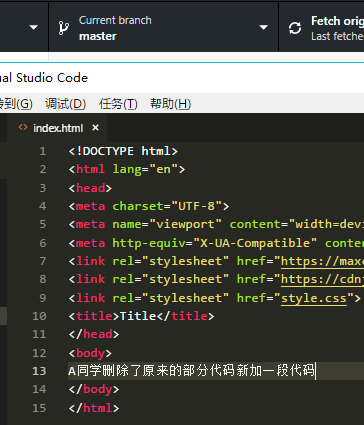 Current branch
master
Fetch orig
Last fetche
ual Studio Code
转到(G) 调试(D) 任务(T) 帮助(H)
index.html ×
1 <!DOCTYPE html>
2 <html lang="en">
3 <head>
4 <meta charset="UTF-8">
5 <meta name="viewport" content="width=devi
6 <meta http-equiv="X-UA-Compatible" conten
7 <link rel="stylesheet" href="https://maxc
8 <link rel="stylesheet" href="https://cdnj
9 <link rel="stylesheet" href="style.css">
10 <title>Title</title>
11 </head>
12 <body>
13 A同学删除了原来的部分代码新加一段代码
14 </body>
15 </html>